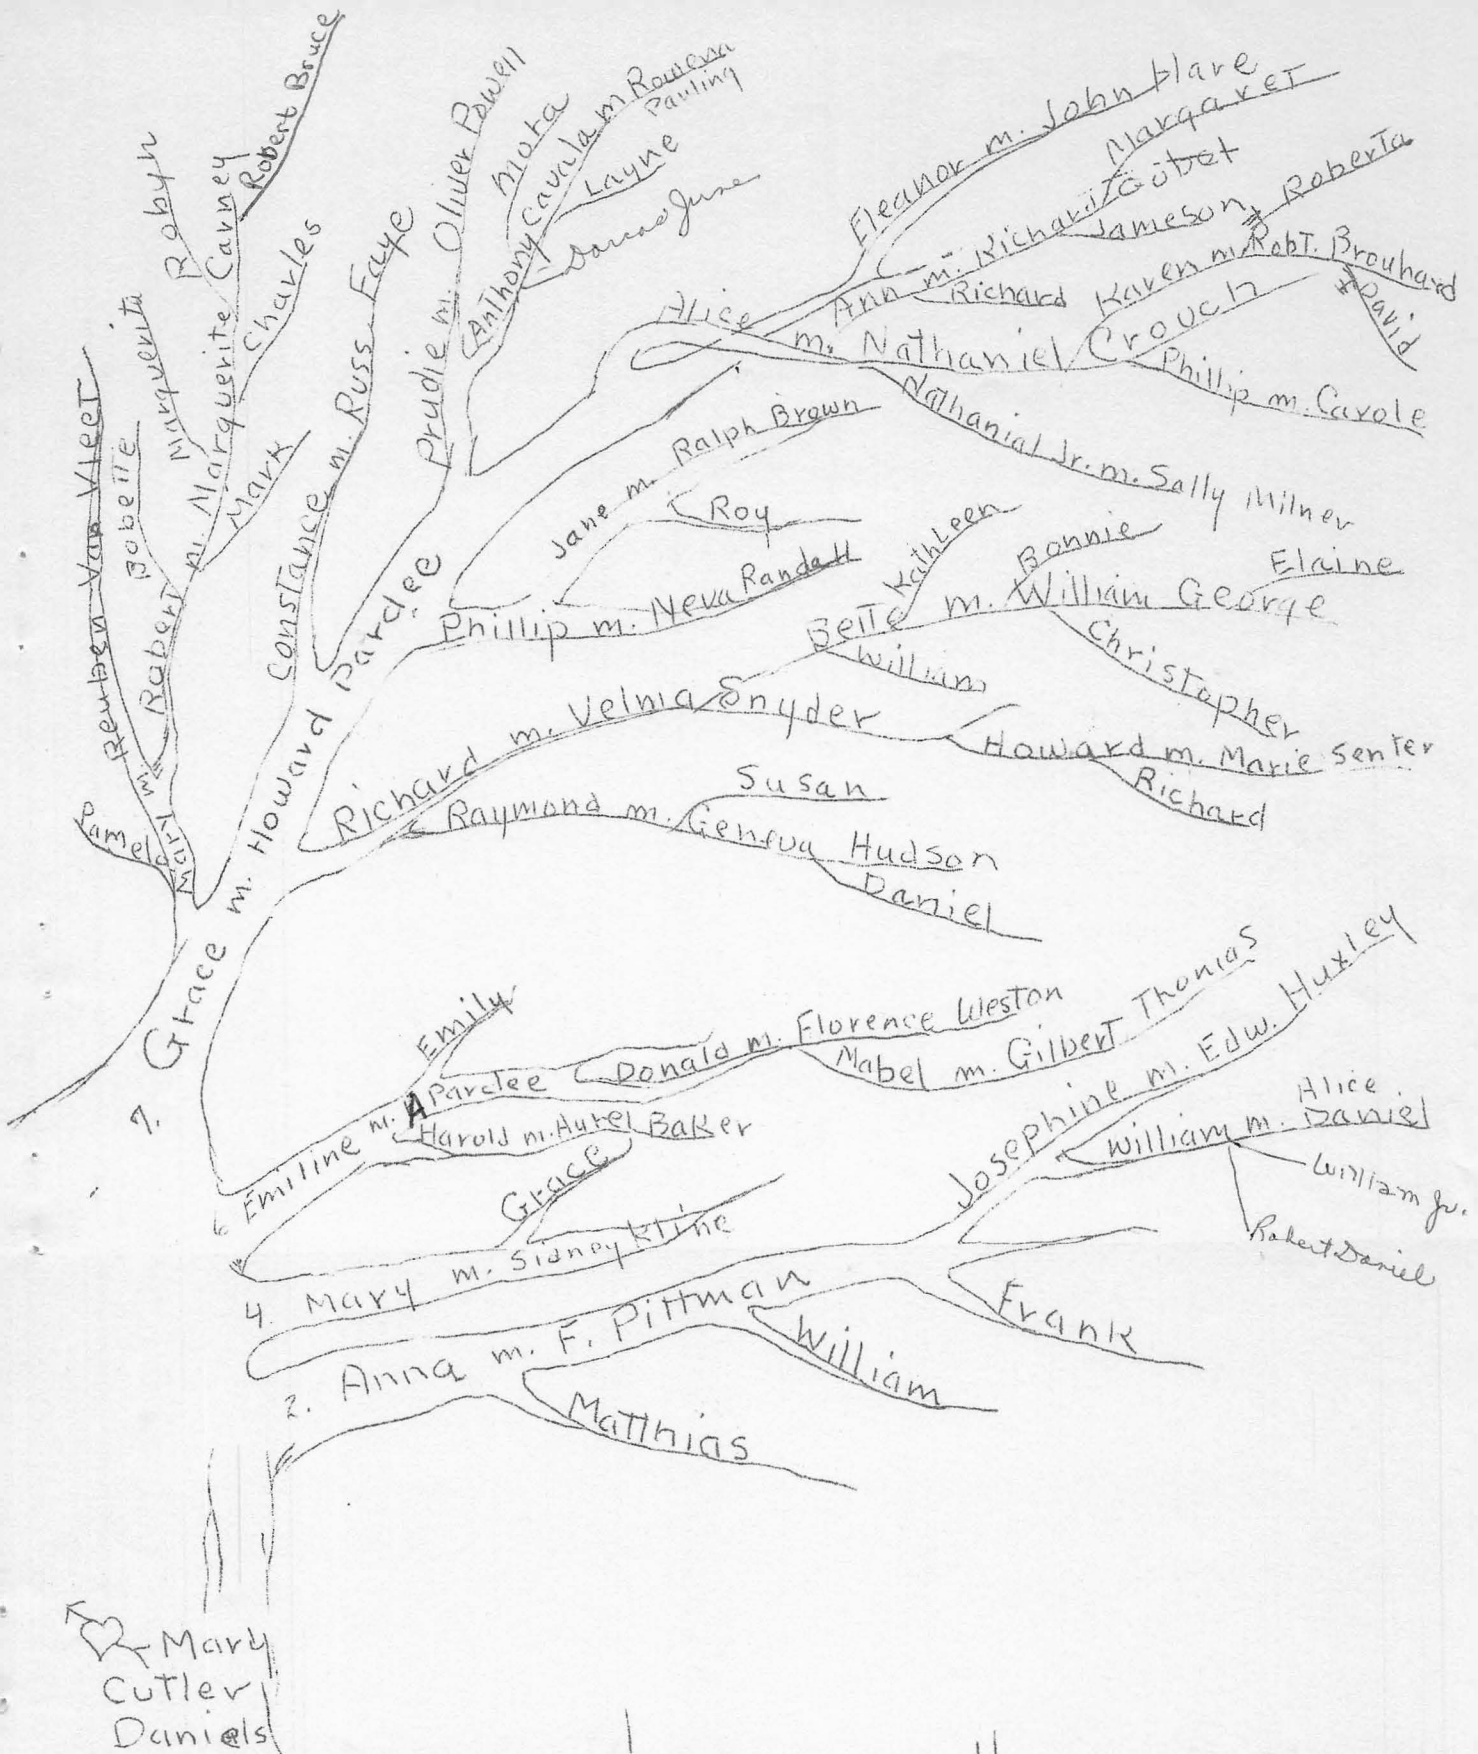 Robert Bruce
Robyn
m. Marguerite Carney
Charles
Marguerite
Mark
Bobette
Reuben Van Vleet
Robert
Mary m.
Pamela
Constance m. Russ Faye
Prudie m. Oliver Powell
Mota
Anthony Cavala m Rowena
Pauling
Layne
Dorcas June
Eleanor m. John Hare
Margaret
Ann m. Richard Gibet
Jameson
Richard
Roberta
Karen m. Robt. Brouhard
David
Alice
m. Nathaniel Crouch
Phillip m. Carole
Nathanial Jr. m. Sally Milner
Jane m. Ralph Brown
Roy
Phillip m. Neva Randall
Kathleen
Bonnie
Elaine
Bette m. William George
William
Christopher
Richard m. Velma Snyder
Howard m. Marie Senter
Richard
Susan
Raymond m. Geneva Hudson
Daniel
7. Grace m. Howard Pardee
Emily
6 Emiline m. A Pardee
Donald m. Florence Weston
Mabel m. Gilbert Thomas
Harold m. Aurel Baker
Grace
4. Mary m. Sidney Kline
Josephine m. Edw. Huxley
Alice
William m. Daniel
William Jr.
Robert Daniel
Frank
2. Anna m. F. Pittman
William
Matthias
Mary
Cutler
Daniels